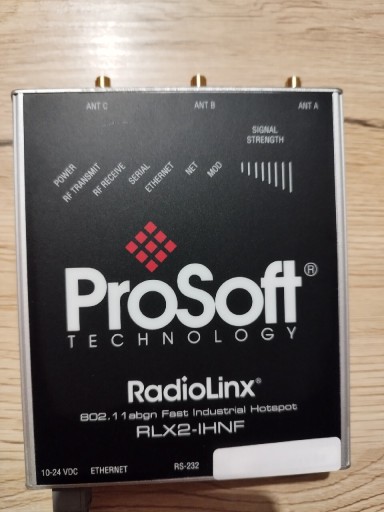 ANT C ANT B ANT A
SIGNAL
STRENGTH
POWER
RF TRANSMIT
RF RECEIVE
SERIAL
ETHERNET
NET
MOD
ProSoft®
TECHNOLOGY
RadioLinx®
802.11abgn Fast Industrial Hotspot
RLX2-IHNF
10-24 VDC ETHERNET RS-232